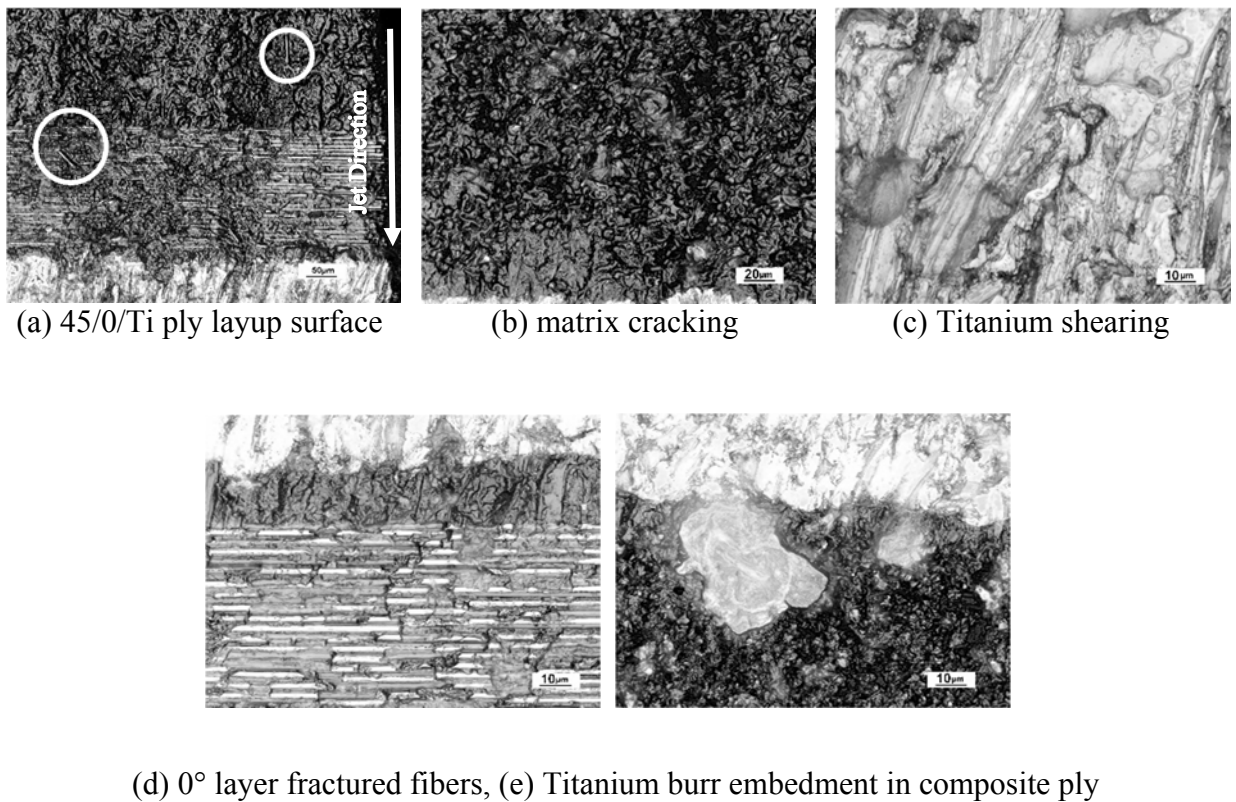 Jet Direction
50µm
20µm
10µm
(a) 45/0/Ti ply layup surface
(b) matrix cracking
(c) Titanium shearing
10µm
10µm
(d) 0° layer fractured fibers, (e) Titanium burr embedment in composite ply